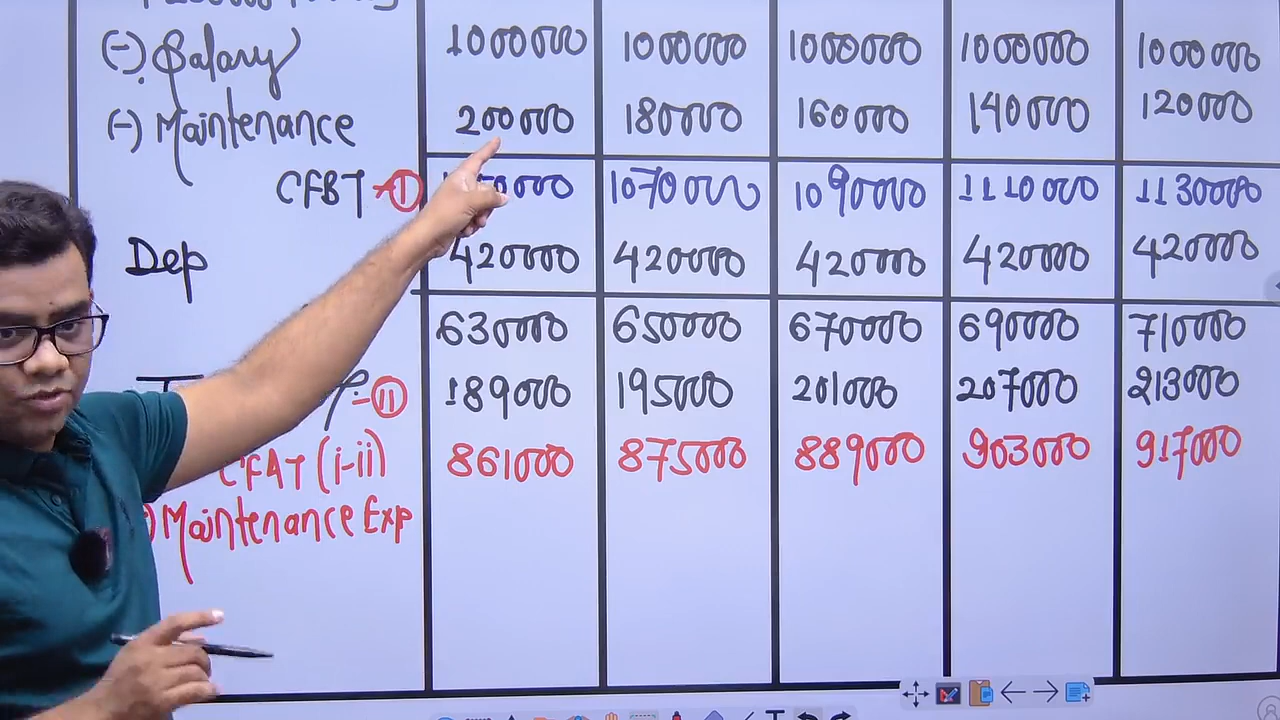 (-) Salary 1000000 1000000 1000000 1000000 1000000
(-) Maintenance 200000 180000 160000 140000 120000
CFBT - (I) 1070000 1090000 1110000 1130000
Dep 420000 420000 420000 420000 420000
630000 650000 670000 690000 710000
- (II) 189000 195000 201000 207000 213000
CFAT (i-ii) 861000 875000 889000 903000 917000
Maintenance Exp